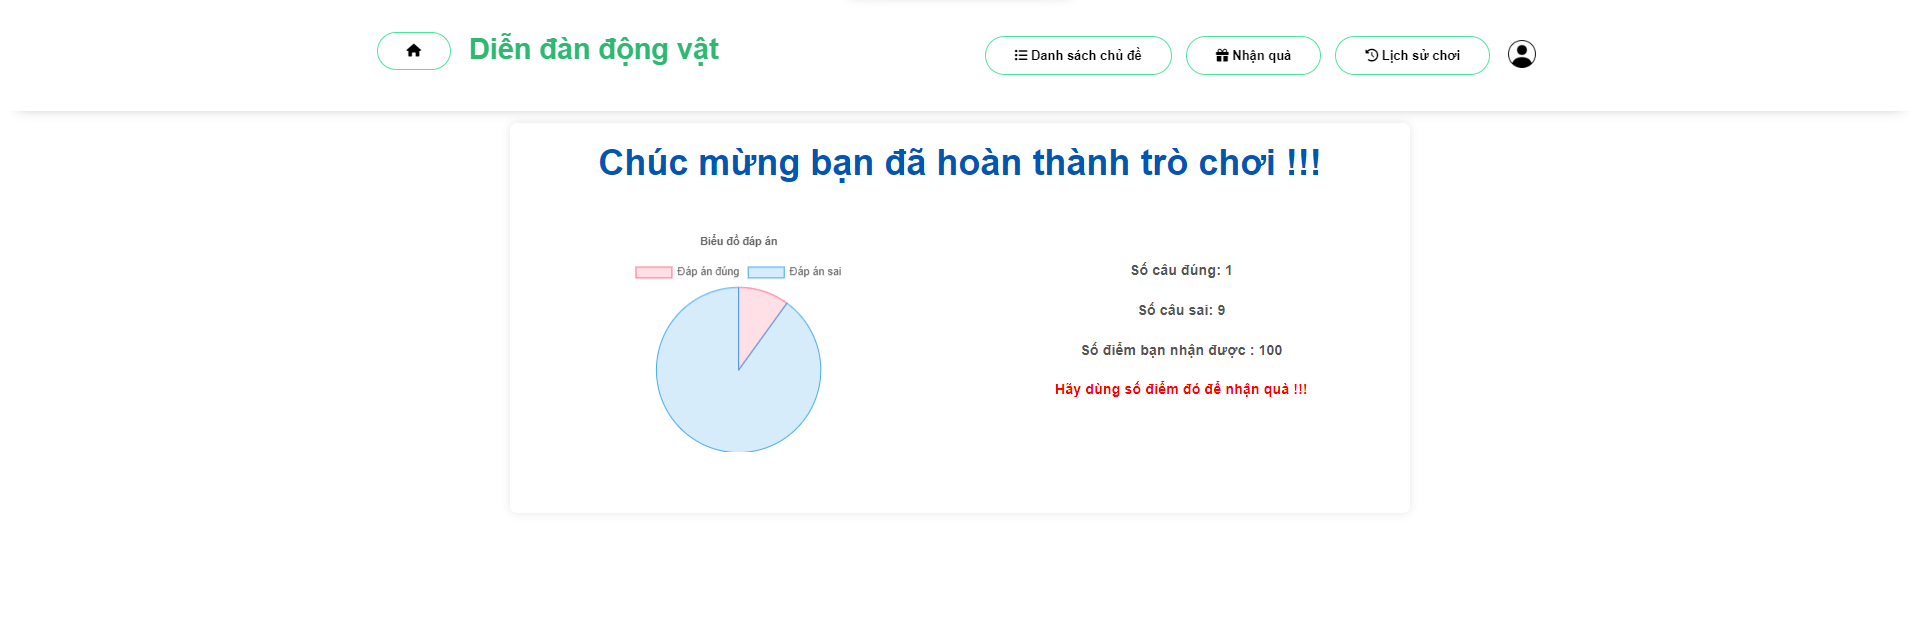 Diễn đàn động vật
Danh sách chủ đề
Nhận quà
Lịch sử chơi
Chúc mừng bạn đã hoàn thành trò chơi !!!
Biểu đồ đáp án
Đáp án đúng
Đáp án sai
Số câu đúng: 1
Số câu sai: 9
Số điểm bạn nhận được : 100
Hãy dùng số điểm đó để nhận quà !!!